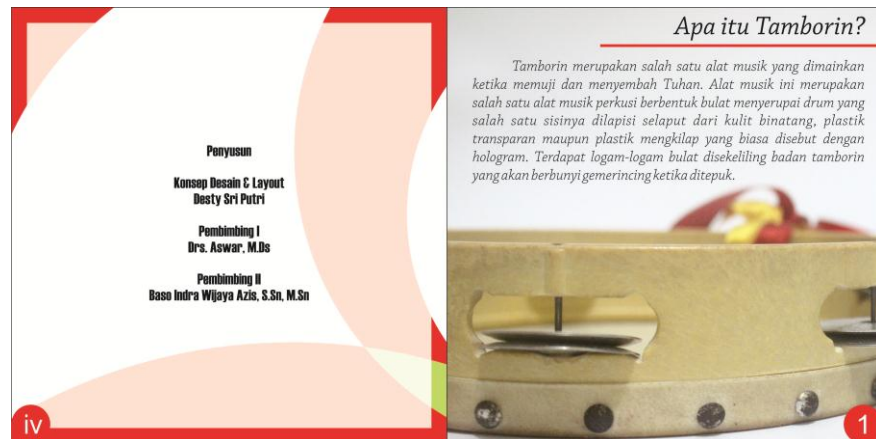 Penyusun
Konsep Desain & Layout
Desty Sri Putri
Pembimbing I
Drs. Aswar, M.Ds
Pembimbing II
Baso Indra Wijaya Azis, S.Sn, M.Sn
iv
Apa itu Tamborin?
Tamborin merupakan salah satu alat musik yang dimainkan
ketika memuji dan menyembah Tuhan. Alat musik ini merupakan
salah satu alat musik perkusi berbentuk bulat menyerupai drum yang
salah satu sisinya dilapisi selaput dari kulit binatang, plastik
transparan maupun plastik mengkilap yang biasa disebut dengan
hologram. Terdapat logam-logam bulat disekeliling badan tamborin
yang akan berbunyi gemerincing ketika ditepuk.
1